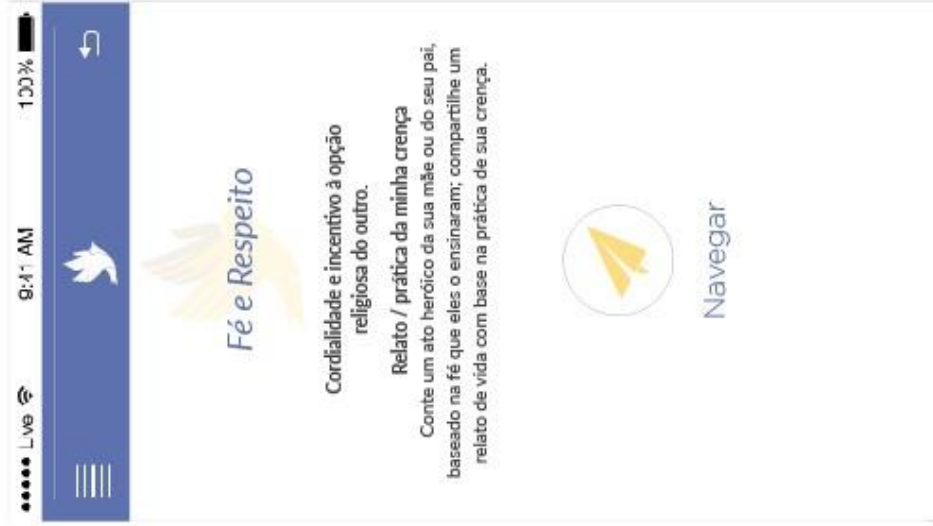 ●●●●● Live 9:41 AM 100%
Fé e Respeito
Cordialidade e incentivo à opção
religiosa do outro.
Relato / prática da minha crença
Conte um ato heróico da sua mãe ou do seu pai,
baseado na fé que eles o ensinaram; compartilhe um
relato de vida com base na prática de sua crença.
Navegar